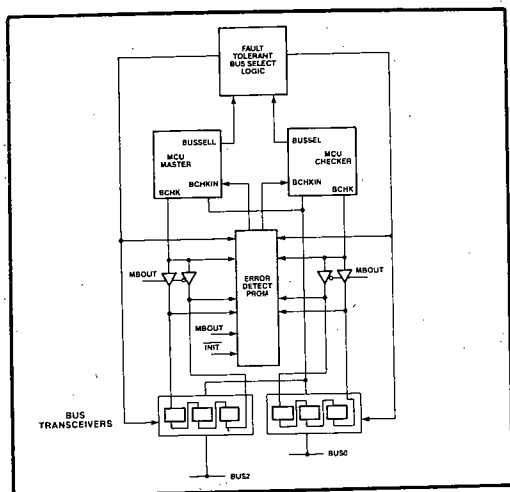 FAULT
TOLERANT
BUS SELECT
LOGIC
BUSSELL
MCU
MASTER
BCHKIN
BCHK
BUSSEL
MCU
CHECKER
BCHKIN
BCHK
MBOUT
ERROR
DETECT
PROM
MBOUT
MBOUT
INIT
BUS
TRANSCEIVERS
BUS2
BUS0